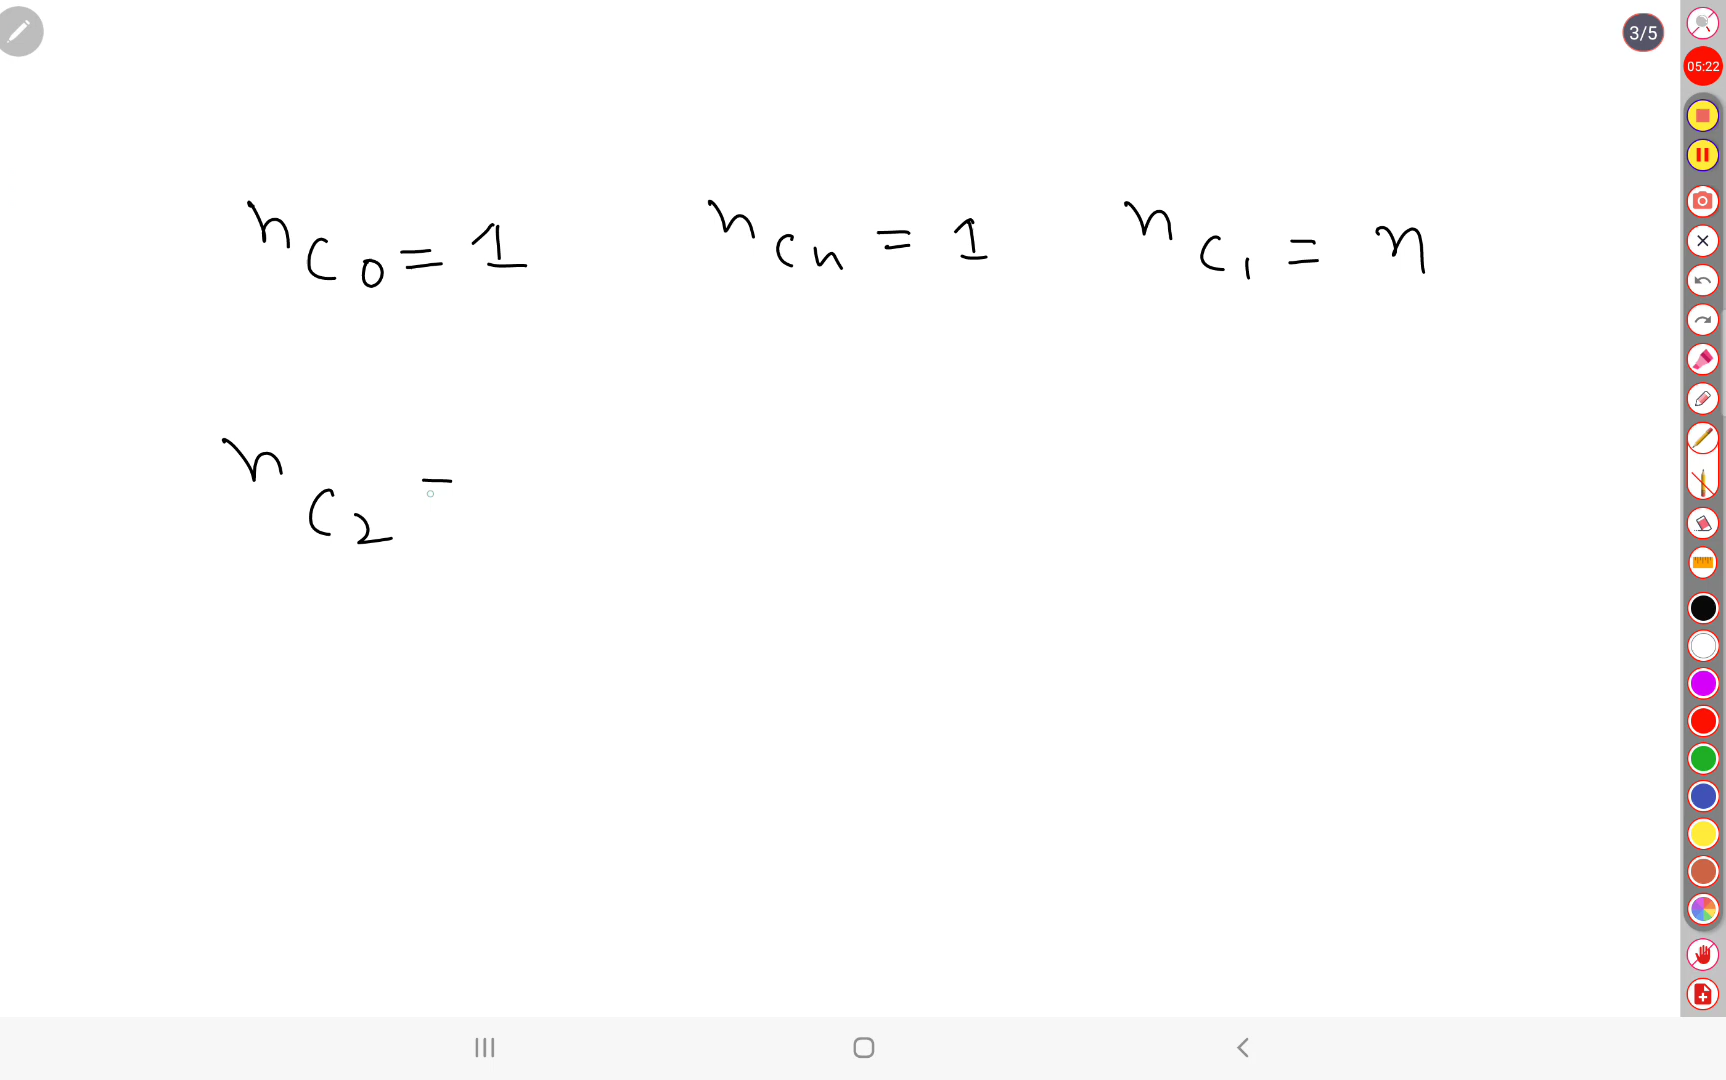 3/5
05:22
nC0 = 1 nCn = 1 nC1 = n
nC2 -